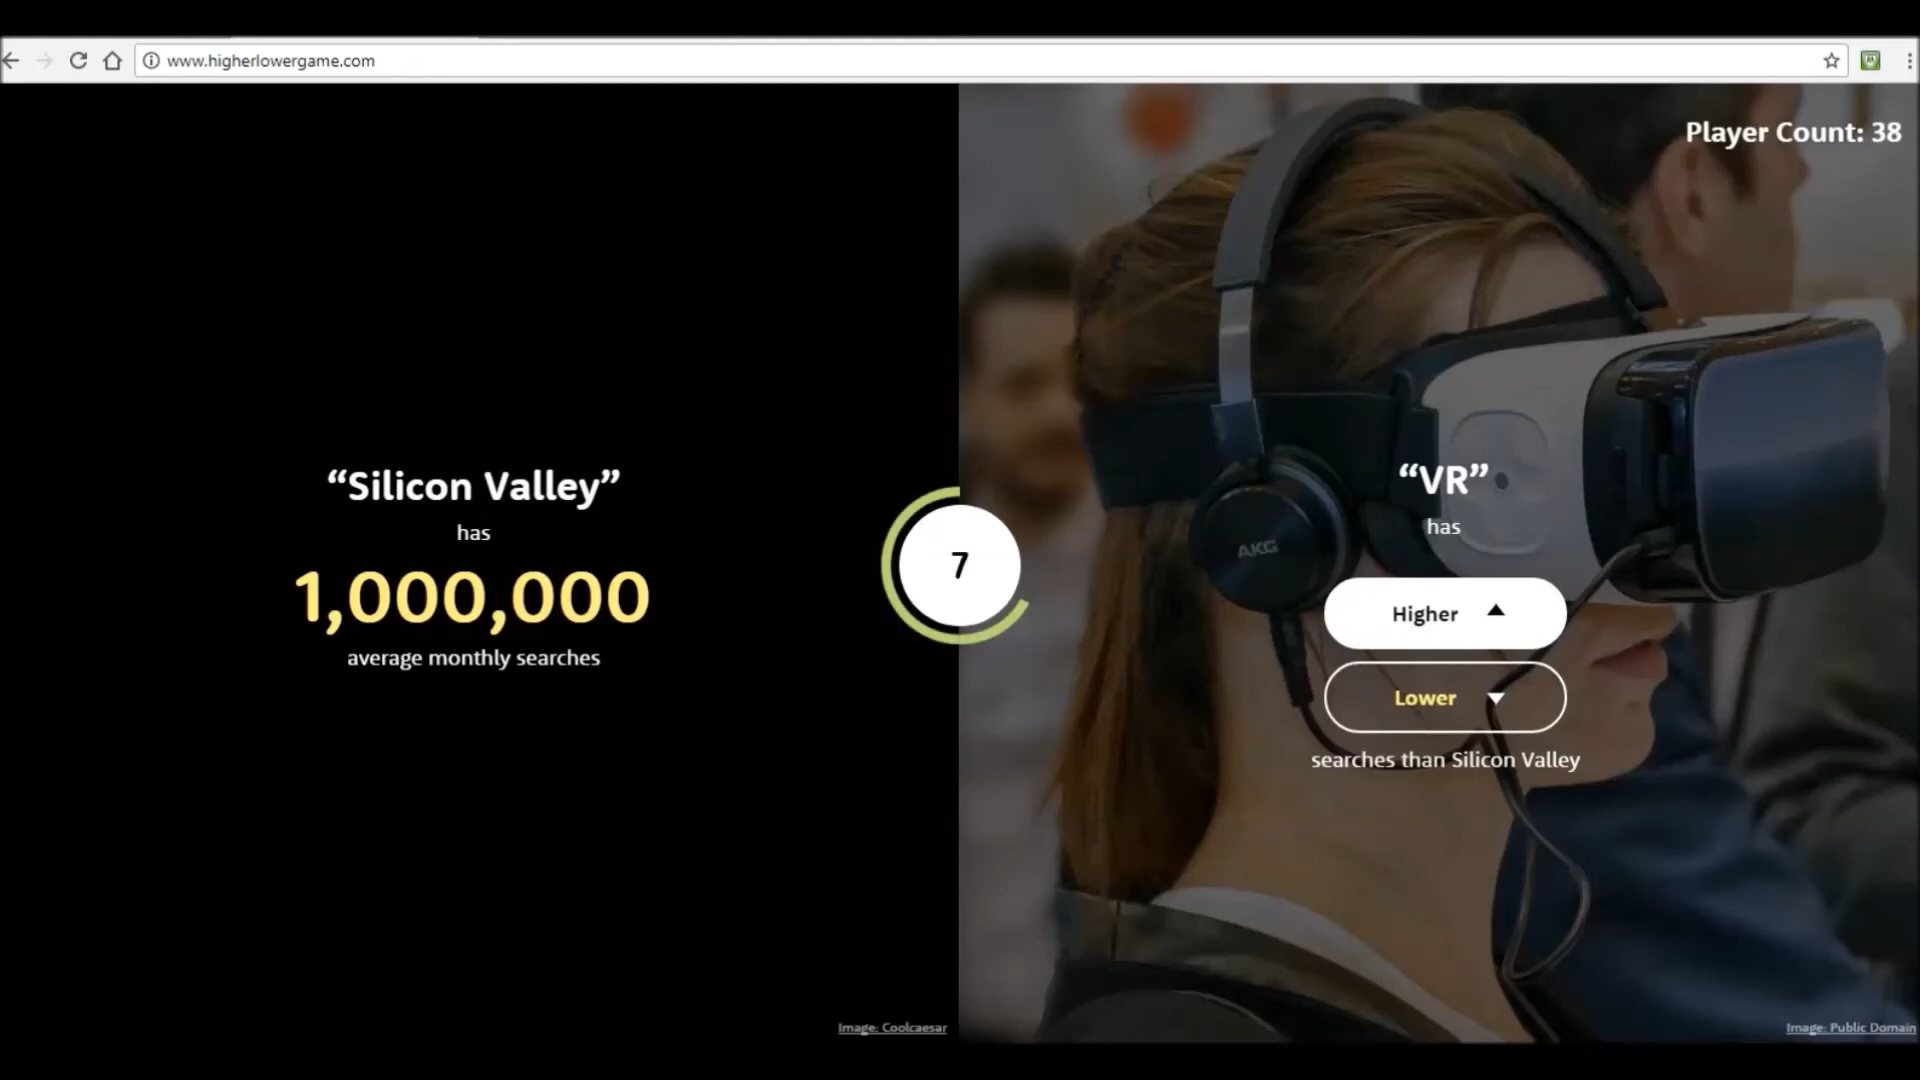 www.higherlowergame.com
Player Count: 38
“Silicon Valley”
has
1,000,000
average monthly searches
7
“VR”
has
Higher
Lower
searches than Silicon Valley
AKG
Image: Coolcaesar
Image: Public Domain